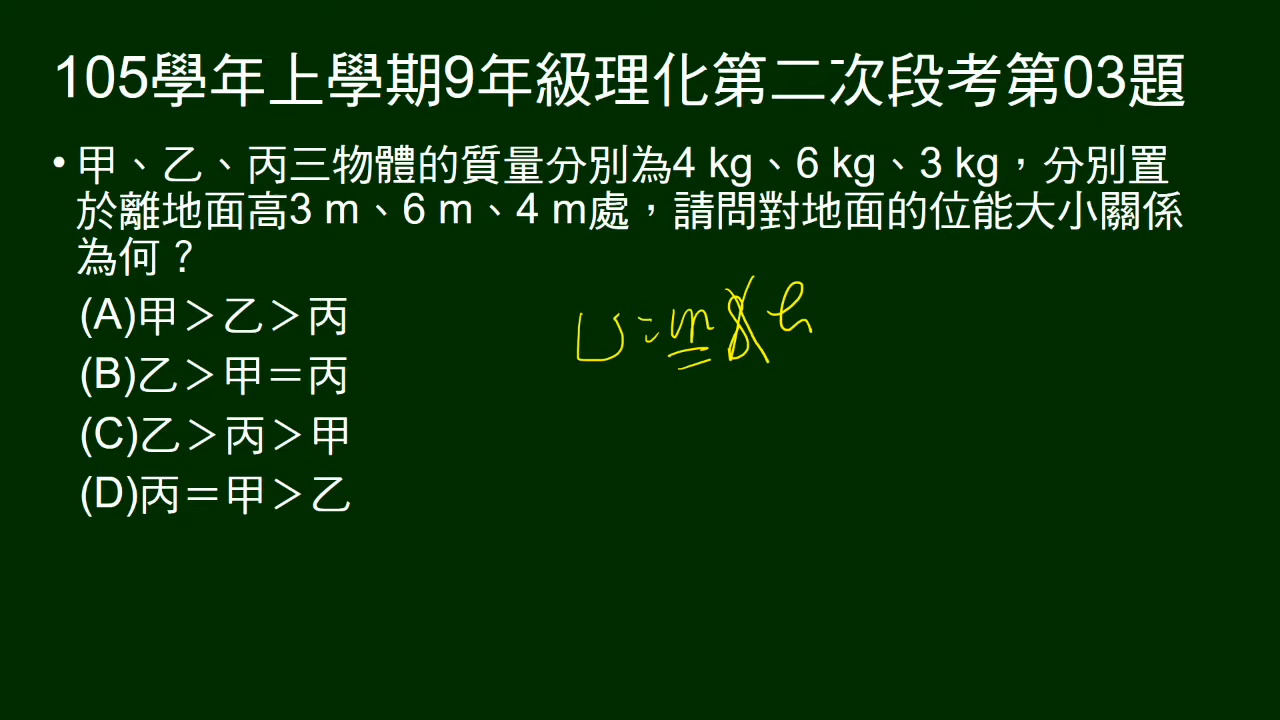 105學年上學期9年級理化第二次段考第03題
• 甲、乙、丙三物體的質量分別為4 kg、6 kg、3 kg，分別置
於離地面高3 m、6 m、4 m處，請問對地面的位能大小關係
為何？
(A)甲＞乙＞丙
(B)乙＞甲＝丙
(C)乙＞丙＞甲
(D)丙＝甲＞乙
U=mgh